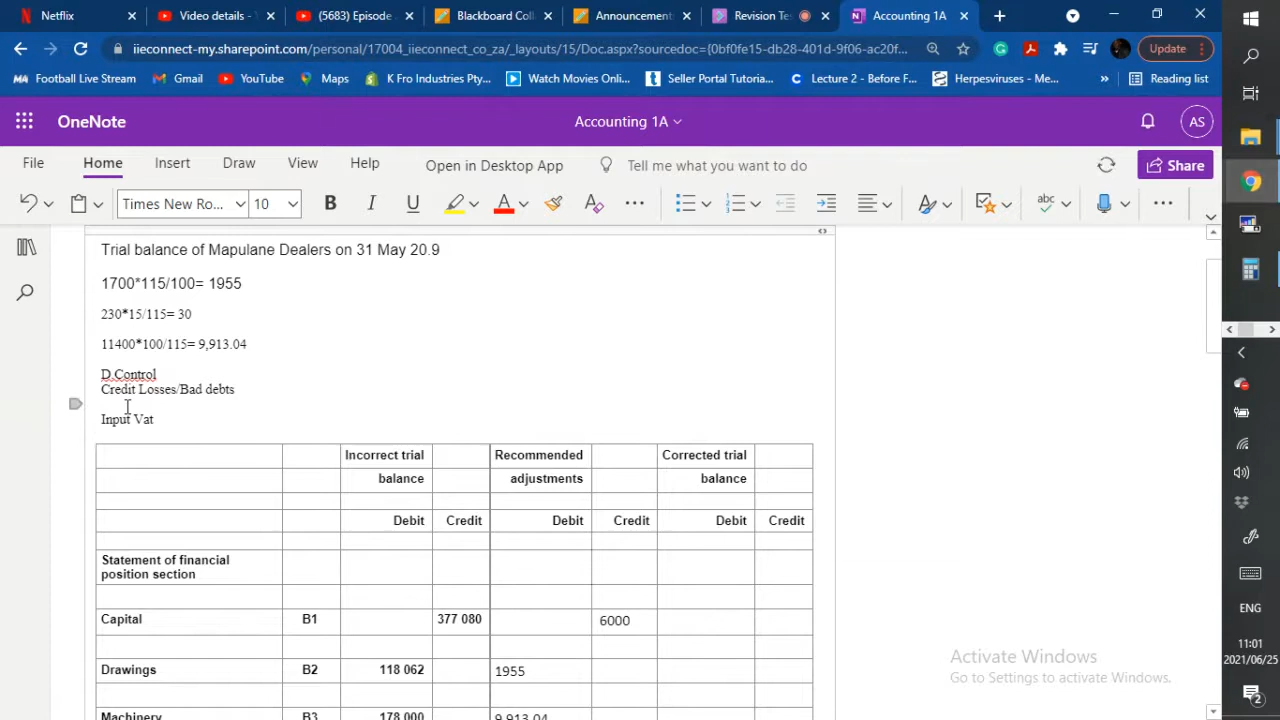 Netflix
Video details -
(5683) Episode
Blackboard Coll
Announcement
Revision Tes
Accounting 1A
iieconnect-my.sharepoint.com/personal/17004_iieconnect_co_za/_layouts/15/Doc.aspx?sourcedoc={0bf0fe15-db28-401d-9f06-ac20f...
Update
Football Live Stream
Gmail
YouTube
Maps
K Fro Industries Pty...
Watch Movies Onlin...
Seller Portal Tutoria...
Lecture 2 - Before F...
Herpesviruses - Me...
»
Reading list
OneNote
Accounting 1A
AS
File
Home
Insert
Draw
View
Help
Open in Desktop App
Tell me what you want to do
Share
Times New Ro...
10
B
I
U
A
abc
Trial balance of Mapulane Dealers on 31 May 20.9
1700*115/100= 1955
230*15/115= 30
11400*100/115= 9,913.04
D.Control
Credit Losses/Bad debts
Input Vat
Incorrect trial Recommended Corrected trial
balance adjustments balance
Debit Credit Debit Credit Debit Credit
Statement of financial
position section
Capital B1 377 080 6000
Drawings B2 118 062 1955
Machinery B3 178 000 9,913.04
Activate Windows
Go to Settings to activate Windows.
ENG
11:01
2021/06/25
2